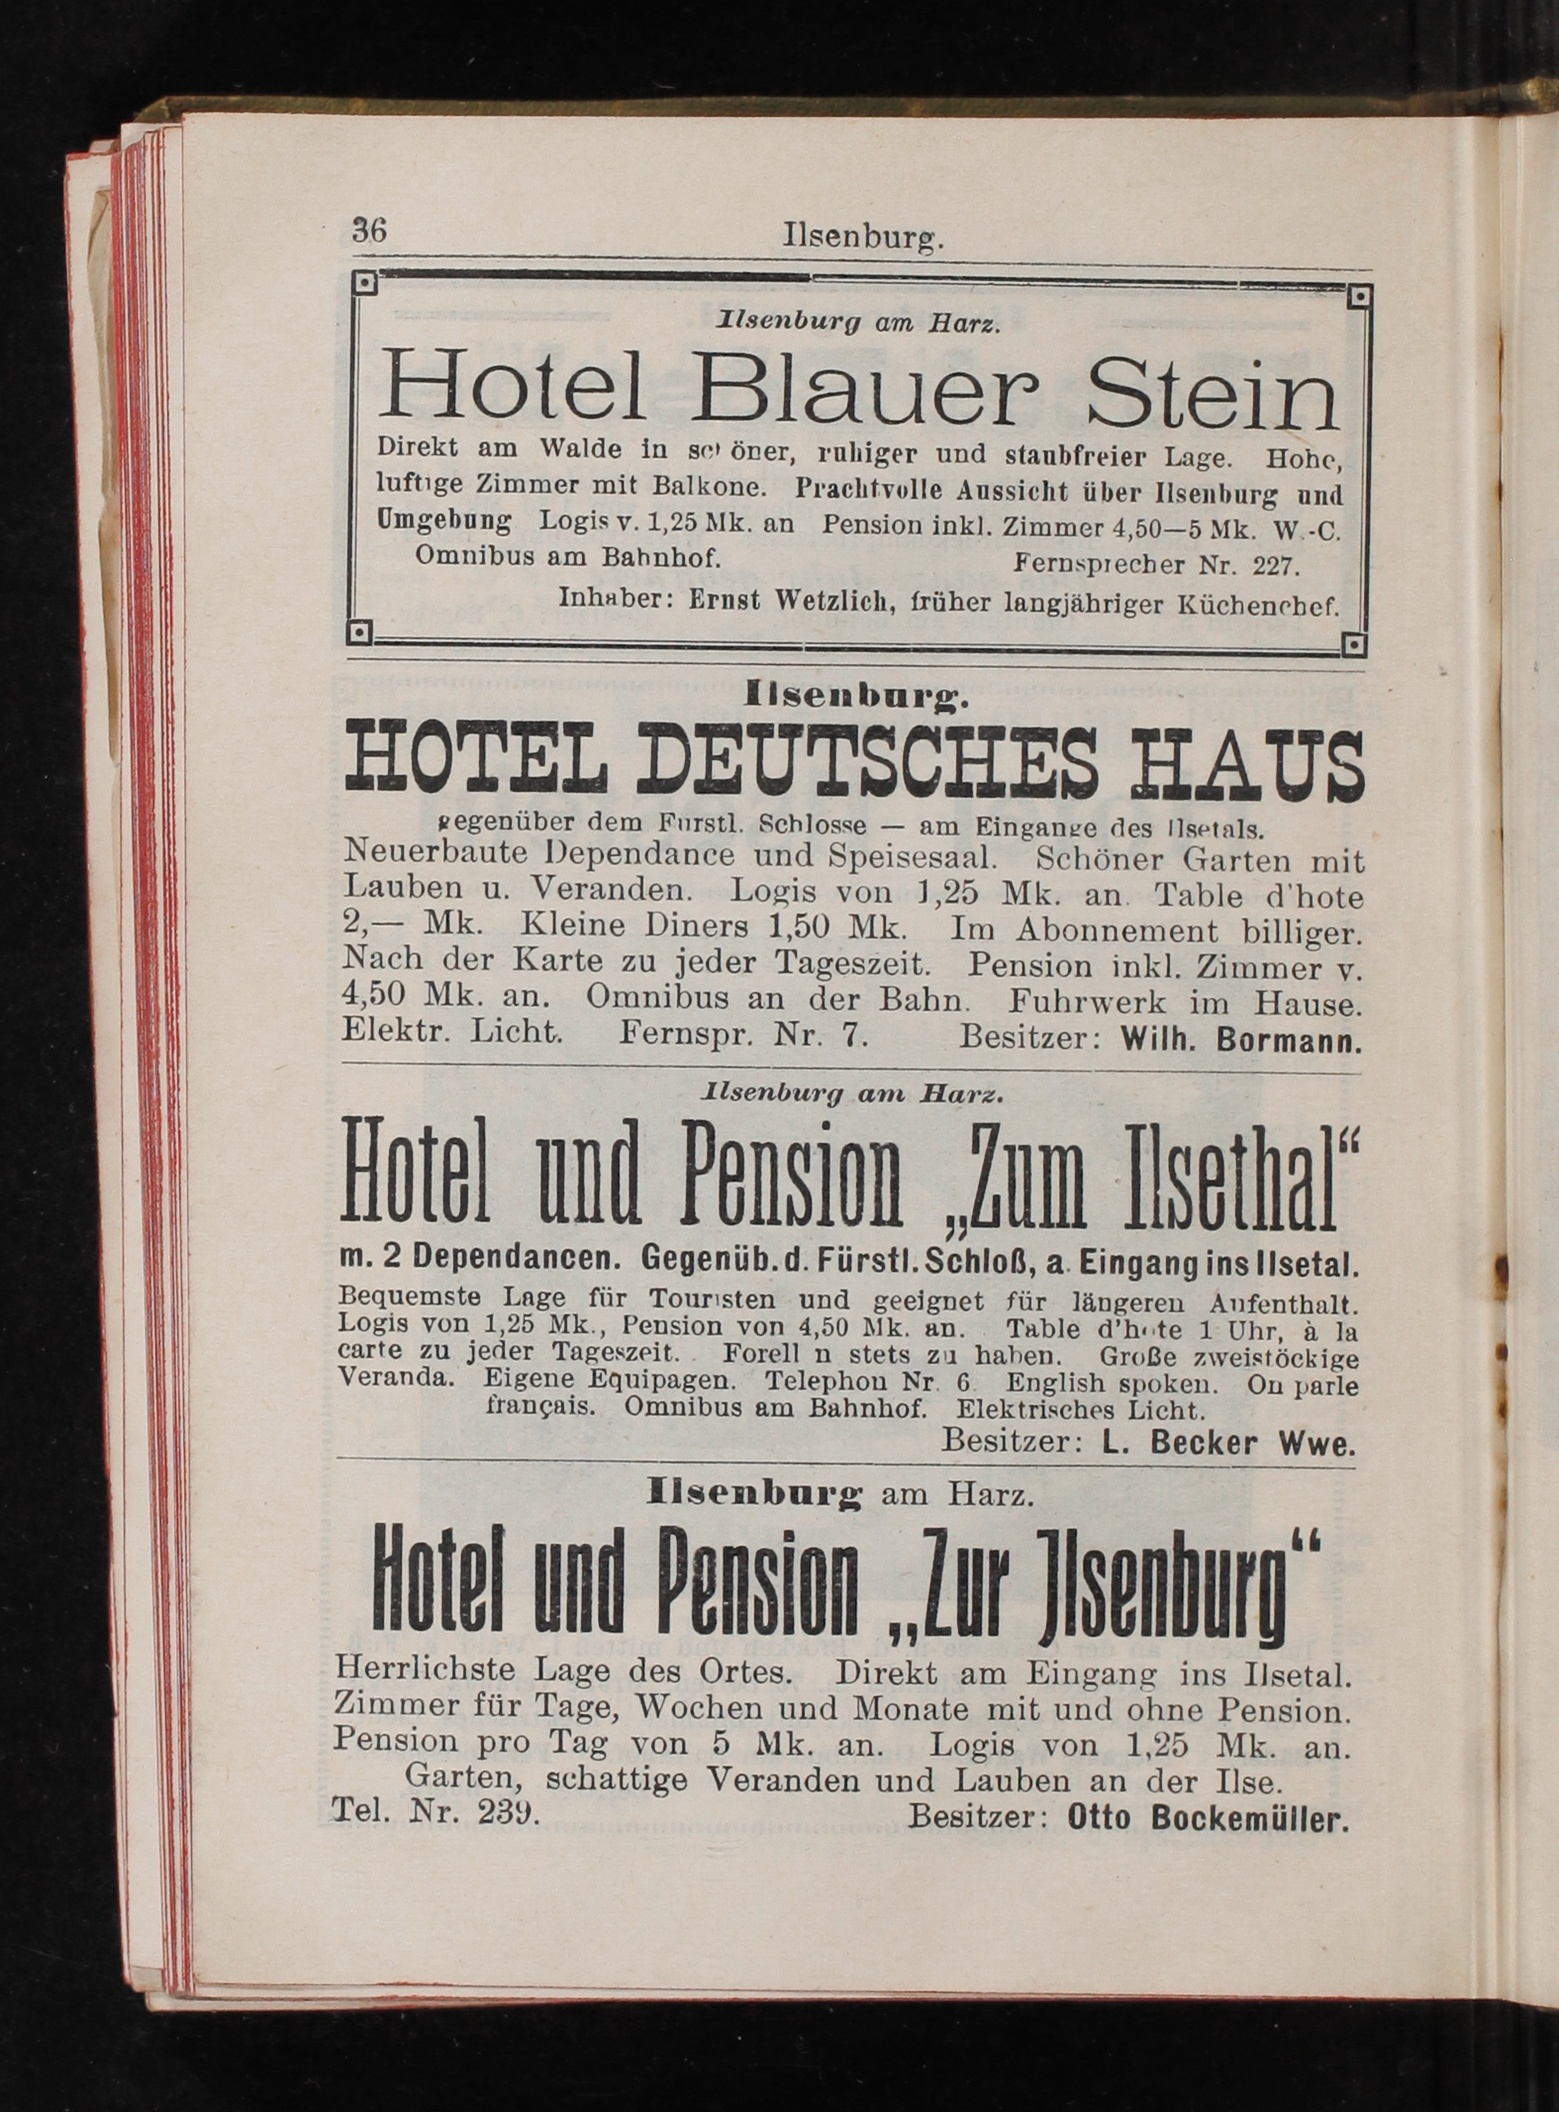 36
Ilsenburg.
Ilsenburg am Harz.
Hotel Blauer Stein
Direkt am Walde in schöner, ruhiger und staubfreier Lage. Hohe,
luftige Zimmer mit Balkone. Prachtvolle Aussicht über Ilsenburg und
Umgebung Logis v. 1,25 Mk. an Pension inkl. Zimmer 4,50—5 Mk. W.-C.
Omnibus am Bahnhof. Fernsprecher Nr. 227.
Inhaber: Ernst Wetzlich, früher langjähriger Küchenchef.
Ilsenburg.
HOTEL DEUTSCHES HAUS
gegenüber dem Fürstl. Schlosse — am Eingange des Ilsetals.
Neuerbaute Dependance und Speisesaal. Schöner Garten mit
Lauben u. Veranden. Logis von 1,25 Mk. an. Table d'hote
2,— Mk. Kleine Diners 1,50 Mk. Im Abonnement billiger.
Nach der Karte zu jeder Tageszeit. Pension inkl. Zimmer v.
4,50 Mk. an. Omnibus an der Bahn. Fuhrwerk im Hause.
Elektr. Licht. Fernspr. Nr. 7. Besitzer: Wilh. Bormann.
Ilsenburg am Harz.
Hotel und Pension „Zum Ilsethal“
m. 2 Dependancen. Gegenüb. d. Fürstl. Schloß, a. Eingang ins Ilsetal.
Bequemste Lage für Touristen und geeignet für längeren Aufenthalt.
Logis von 1,25 Mk., Pension von 4,50 Mk. an. Table d'hote 1 Uhr, à la
carte zu jeder Tageszeit. Forellen stets zu haben. Große zweistöckige
Veranda. Eigene Equipagen. Telephon Nr. 6. English spoken. On parle
français. Omnibus am Bahnhof. Elektrisches Licht.
Besitzer: L. Becker Wwe.
Ilsenburg am Harz.
Hotel und Pension „Zur Jlsenburg“
Herrlichste Lage des Ortes. Direkt am Eingang ins Ilsetal.
Zimmer für Tage, Wochen und Monate mit und ohne Pension.
Pension pro Tag von 5 Mk. an. Logis von 1,25 Mk. an.
Garten, schattige Veranden und Lauben an der Ilse.
Tel. Nr. 239. Besitzer: Otto Bockemüller.